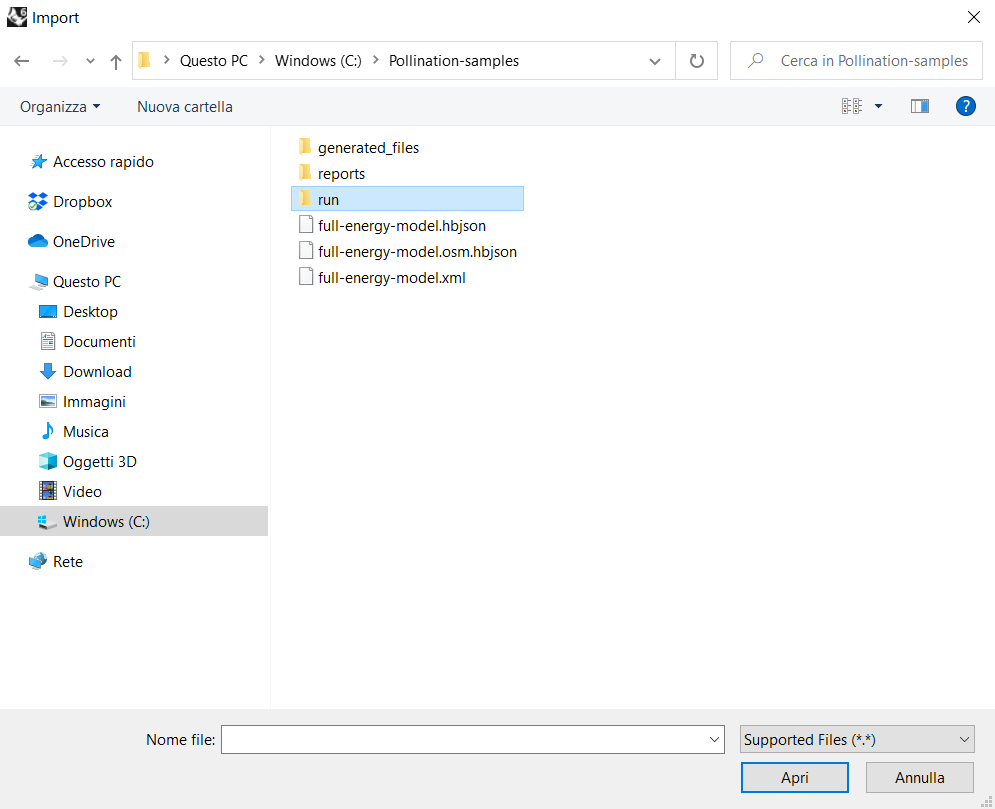 Import
Questo PC > Windows (C:) > Pollination-samples
Cerca in Pollination-samples
Organizza
Nuova cartella
?
Accesso rapido
Dropbox
OneDrive
Questo PC
Desktop
Documenti
Download
Immagini
Musica
Oggetti 3D
Video
Windows (C:)
Rete
generated_files
reports
run
full-energy-model.hbjson
full-energy-model.osm.hbjson
full-energy-model.xml
Nome file:
Supported Files (*.*)
Apri
Annulla